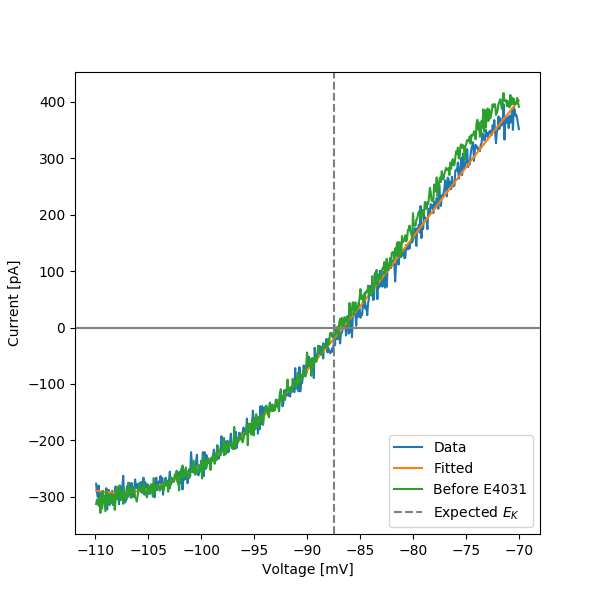 400
300
200
100
0
−100
−200
−300
−110 −105 −100 −95 −90 −85 −80 −75 −70
Current [pA]
Voltage [mV]
Data
Fitted
Before E4031
Expected $E_K$